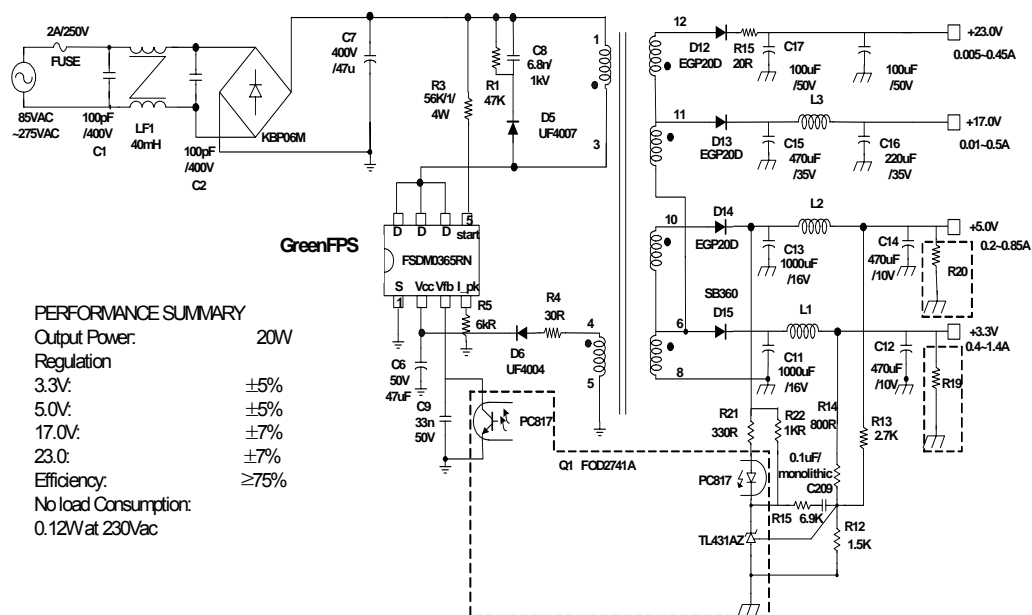 2A/250V
FUSE
85VAC
~275VAC
100pF
/400V
C1
LF1
40mH
100pF
/400V
C2
KBP06M
C7
400V
/47u
R3
56K/1/
4W
R1
47K
C8
6.8n/
1kV
D5
UF4007
1
3
12
11
10
6
8
D12
EGP20D
R15
20R
C17
100uF
/50V
100uF
/50V
+23.0V
0.005~0.45A
D13
EGP20D
C15
470uF
/35V
L3
C16
220uF
/35V
+17.0V
0.01~0.5A
D14
EGP20D
C13
1000uF
/16V
L2
C14
470uF
/10V
R20
+5.0V
0.2~0.85A
SB360
D15
C11
1000uF
/16V
L1
C12
470uF
/10V
R19
+3.3V
0.4~1.4A
GreenFPS
D D D 5
start
FSDM0365RN
S Vcc Vfb I_pk
1
R5
6kR
R4
30R
D6
UF4004
4
5
C6
50V
47uF
C9
33n
50V
PC817
Q1 FOD2741A
R21
330R
R22
1KR
R14
800R
R13
2.7K
0.1uF/
monolithic
C209
PC817
R15 6.9K
R12
1.5K
TL431AZ
PERFORMANCE SUMMARY
Output Power: 20W
Regulation
3.3V: ±5%
5.0V: ±5%
17.0V: ±7%
23.0: ±7%
Efficiency: ≥75%
No load Consumption:
0.12W at 230Vac